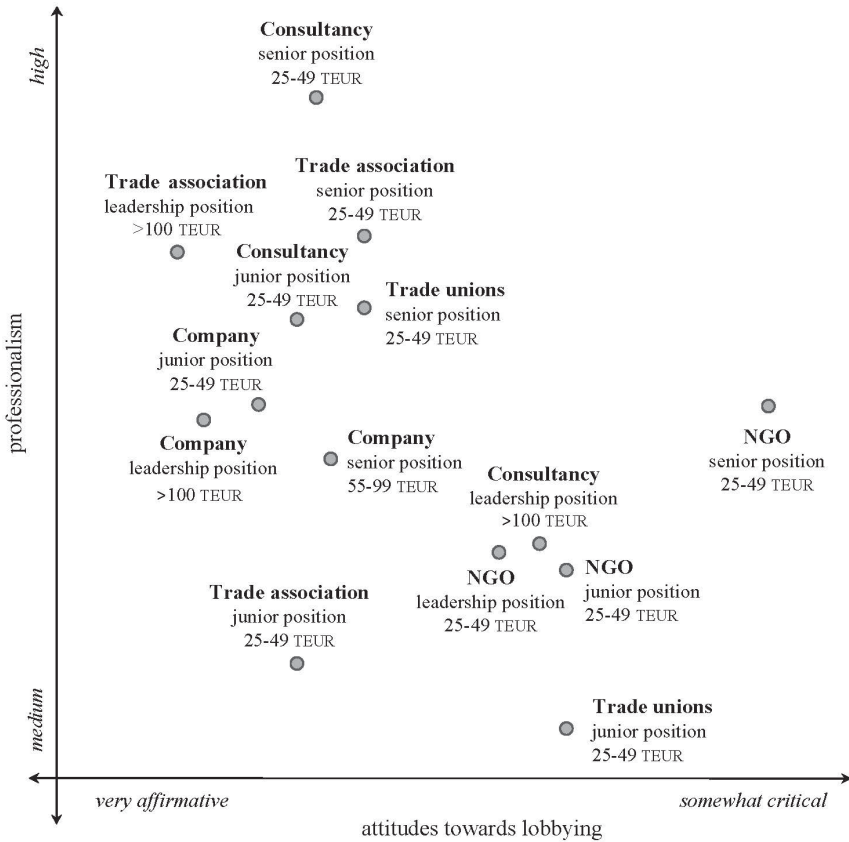 high
Consultancy
senior position
25-49 TEUR
Trade association
senior position
25-49 TEUR
Trade association
leadership position
>100 TEUR
Consultancy
junior position
25-49 TEUR
Trade unions
senior position
25-49 TEUR
Company
junior position
25-49 TEUR
professionalism
Company
leadership position
>100 TEUR
Company
senior position
55-99 TEUR
NGO
senior position
25-49 TEUR
Consultancy
leadership position
>100 TEUR
NGO
leadership position
25-49 TEUR
NGO
junior position
25-49 TEUR
Trade association
junior position
25-49 TEUR
Trade unions
junior position
25-49 TEUR
medium
very affirmative
somewhat critical
attitudes towards lobbying